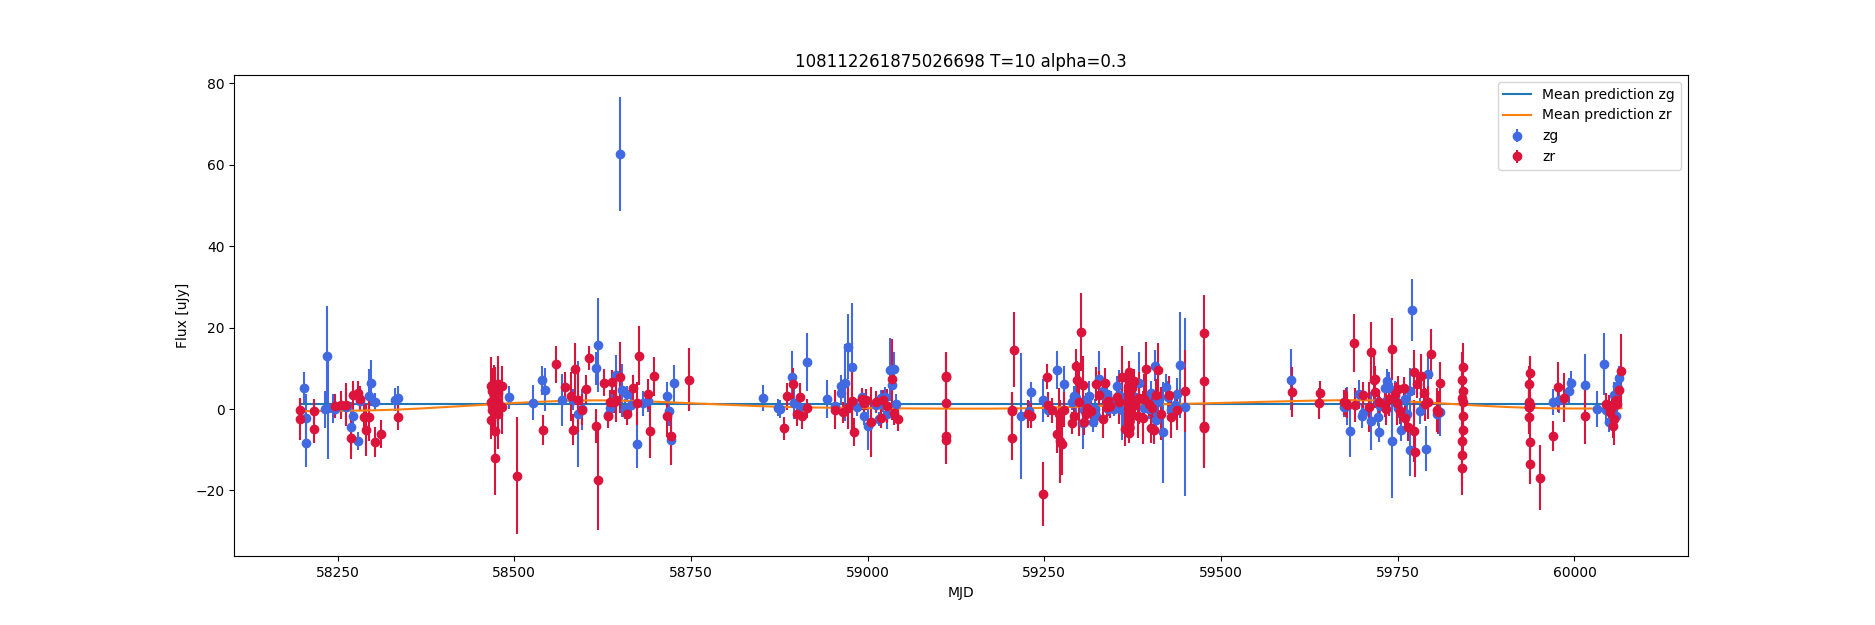 108112261875026698 T=10 alpha=0.3
80
60
40
20
0
−20
Flux [uJy]
58250 58500 58750 59000 59250 59500 59750 60000
MJD
Mean prediction zg
Mean prediction zr
zg
zr